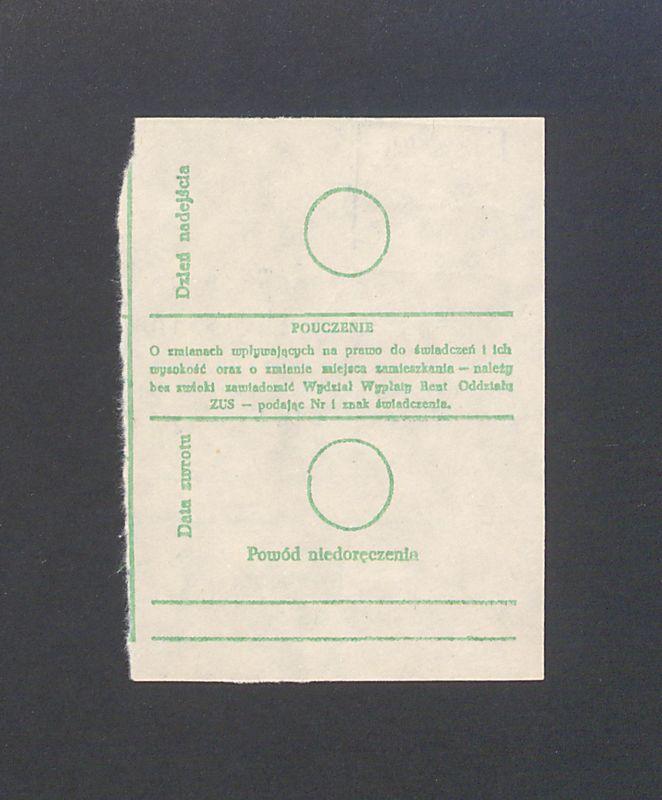 Dzień nadejścia
POUCZENIE
O zmianach wpływających na prawo do świadczeń i ich
wysokość oraz o zmianie miejsca zamieszkania — należy
bez zwłoki zawiadomić Wydział Wypłaty Rent Oddziału
ZUS — podając Nr i znak świadczenia.
Data zwrotu
Powód niedoręczenia